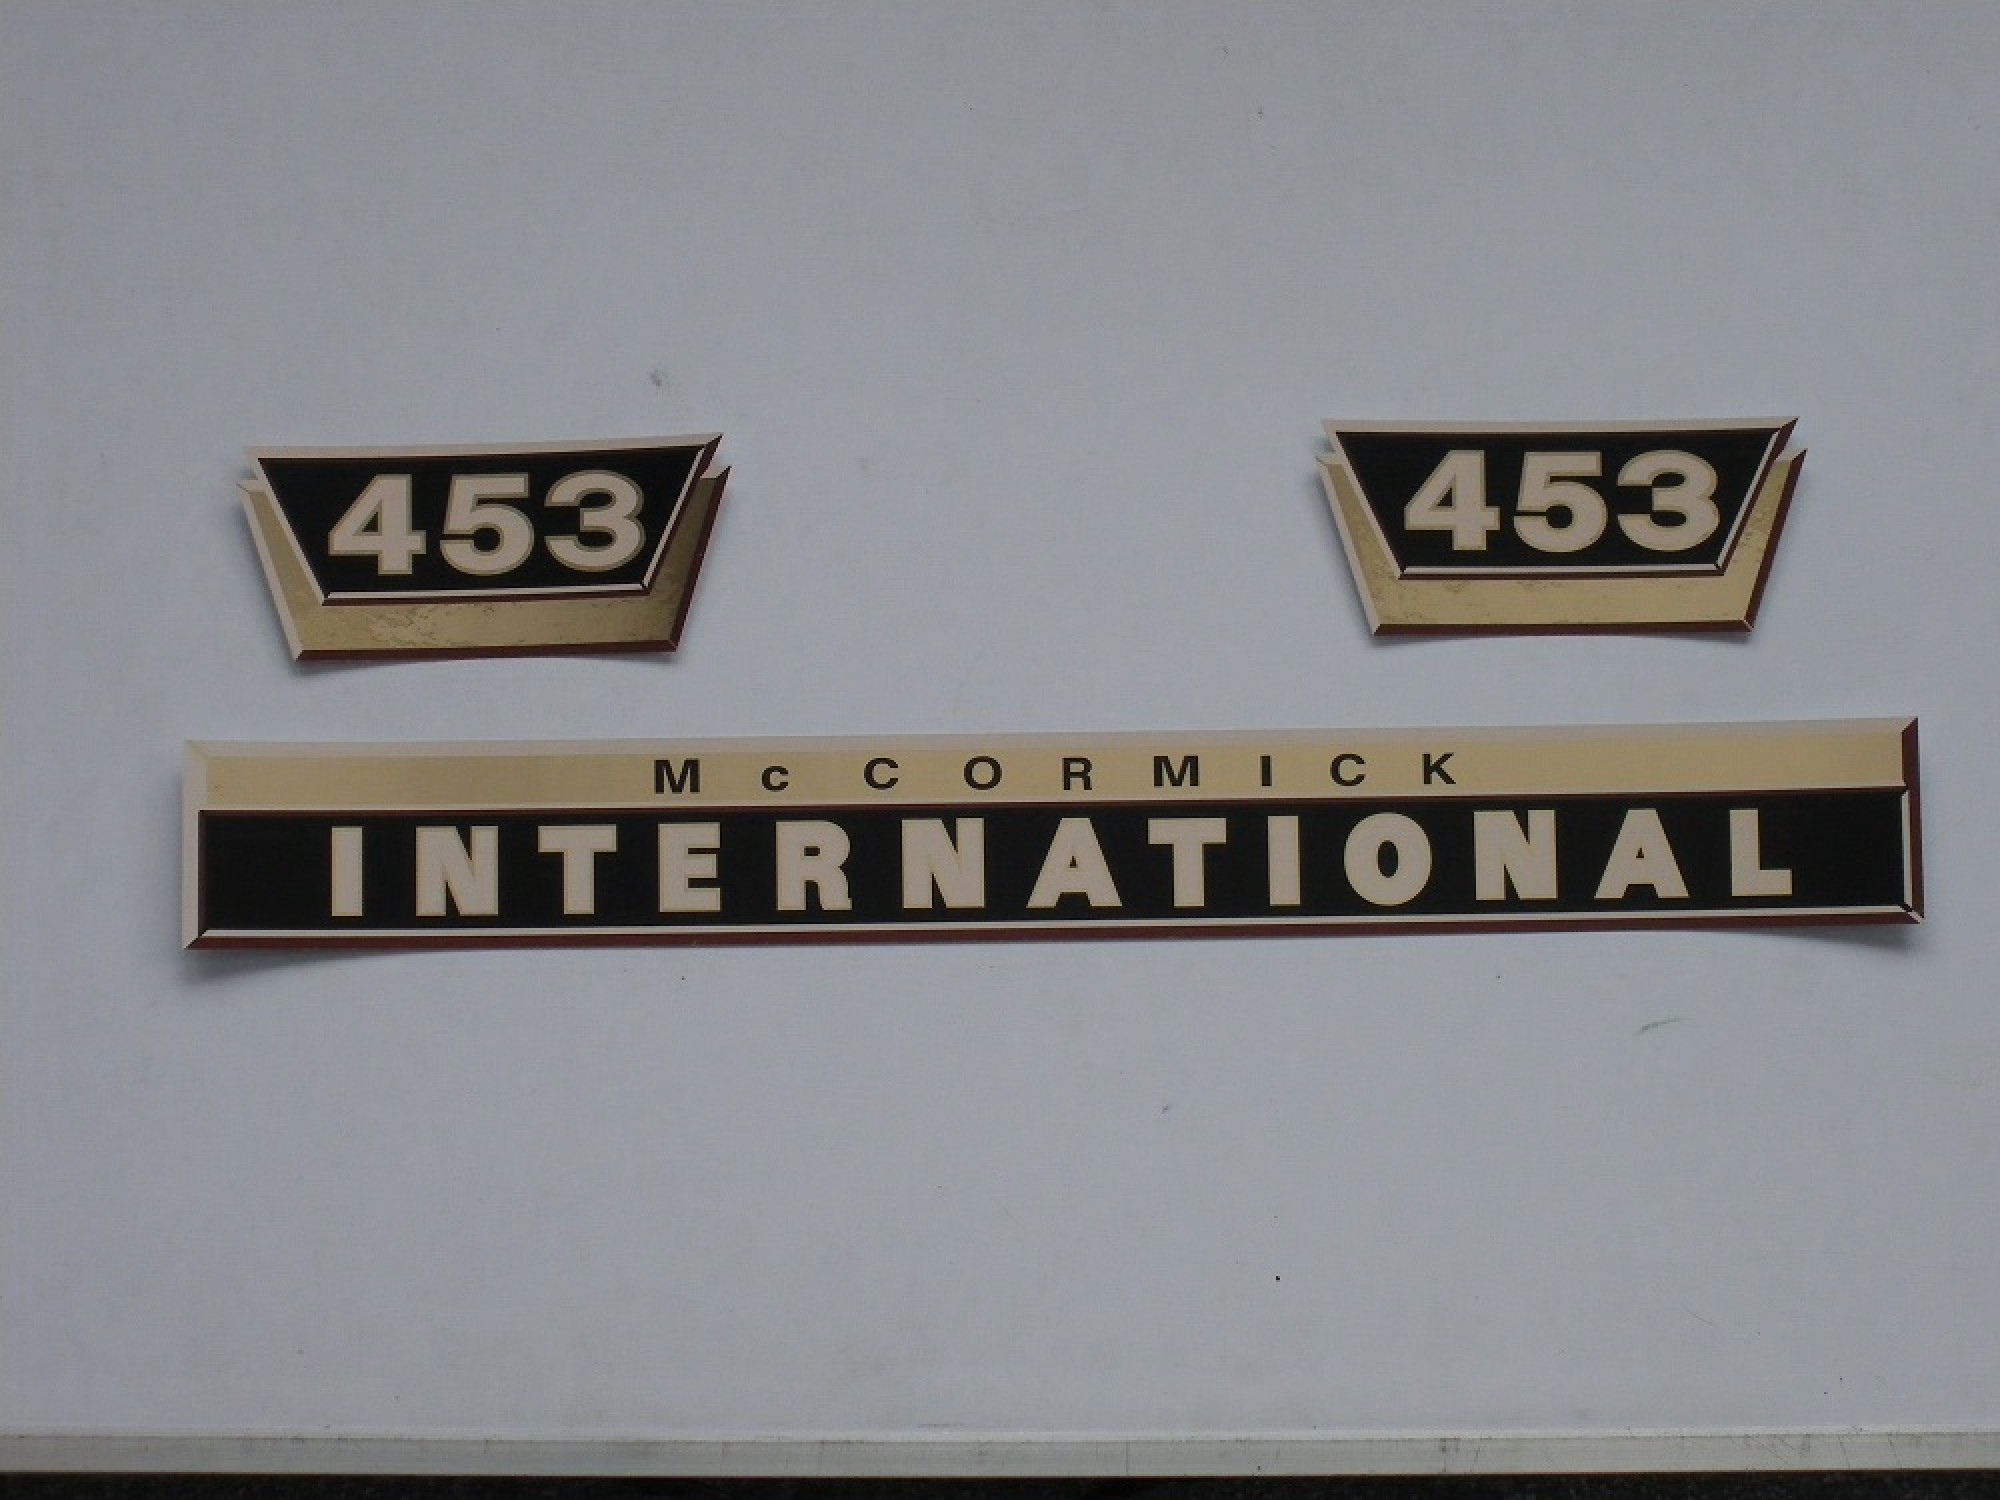 453
453
McCORMICK
INTERNATIONAL